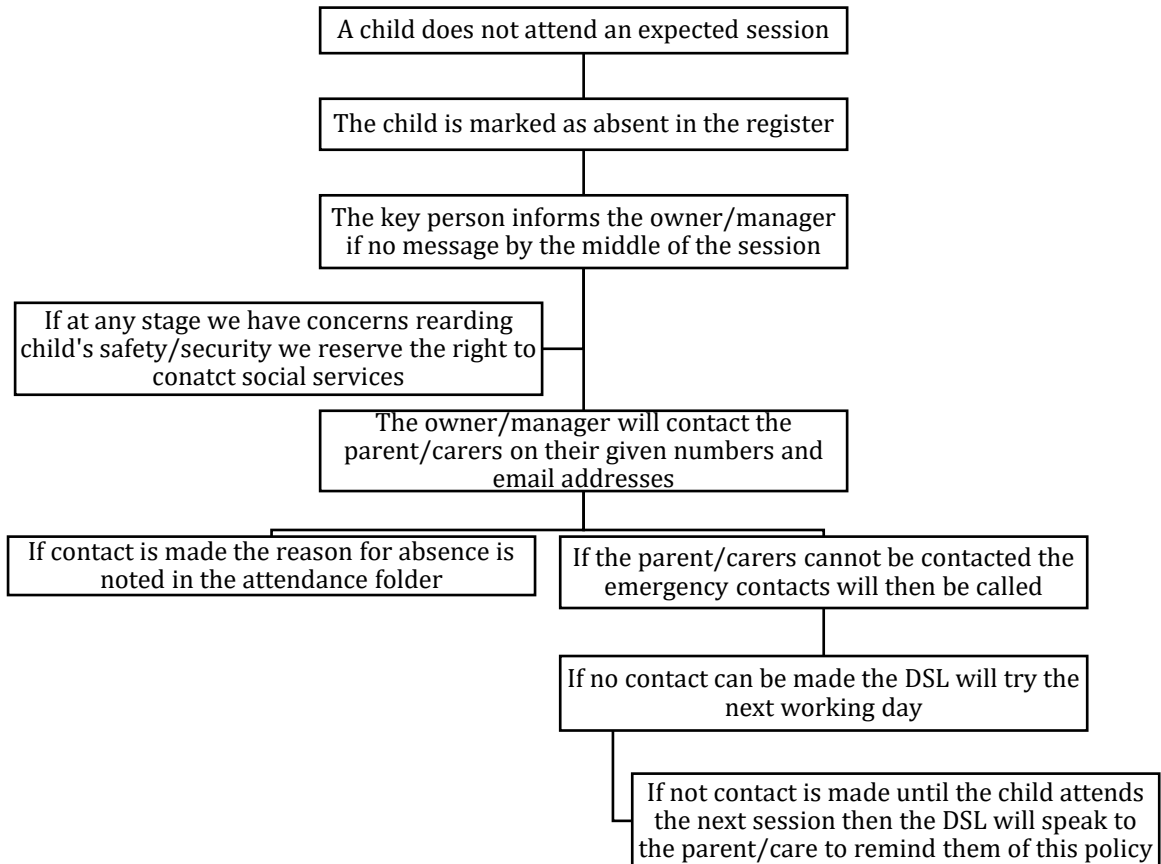 A child does not attend an expected session
The child is marked as absent in the register
The key person informs the owner/manager
if no message by the middle of the session
If at any stage we have concerns rearding
child's safety/security we reserve the right to
conatct social services
The owner/manager will contact the
parent/carers on their given numbers and
email addresses
If contact is made the reason for absence is
noted in the attendance folder
If the parent/carers cannot be contacted the
emergency contacts will then be called
If no contact can be made the DSL will try the
next working day
If not contact is made until the child attends
the next session then the DSL will speak to
the parent/care to remind them of this policy